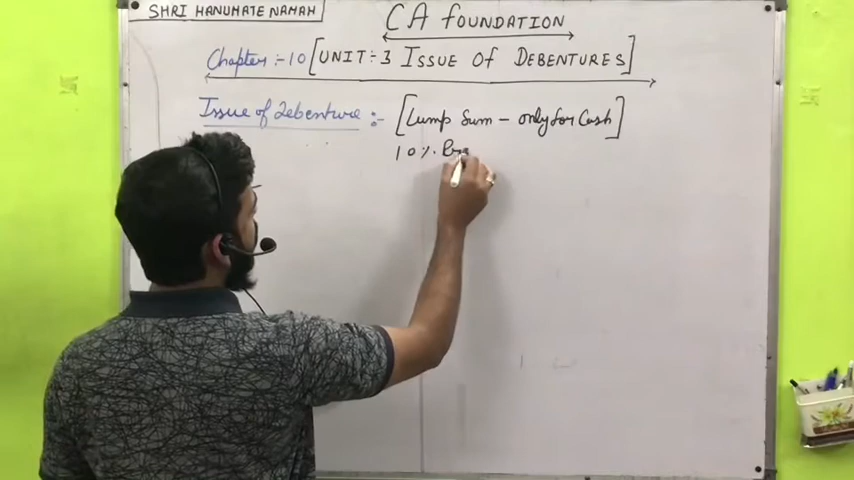 SHRI HANUMATE NAMAH
CA FOUNDATION
Chapter :- 10 [UNIT :- 3 ISSUE OF DEBENTURES]
Issue of Debenture :- [Lump Sum - only for Cash]
10%